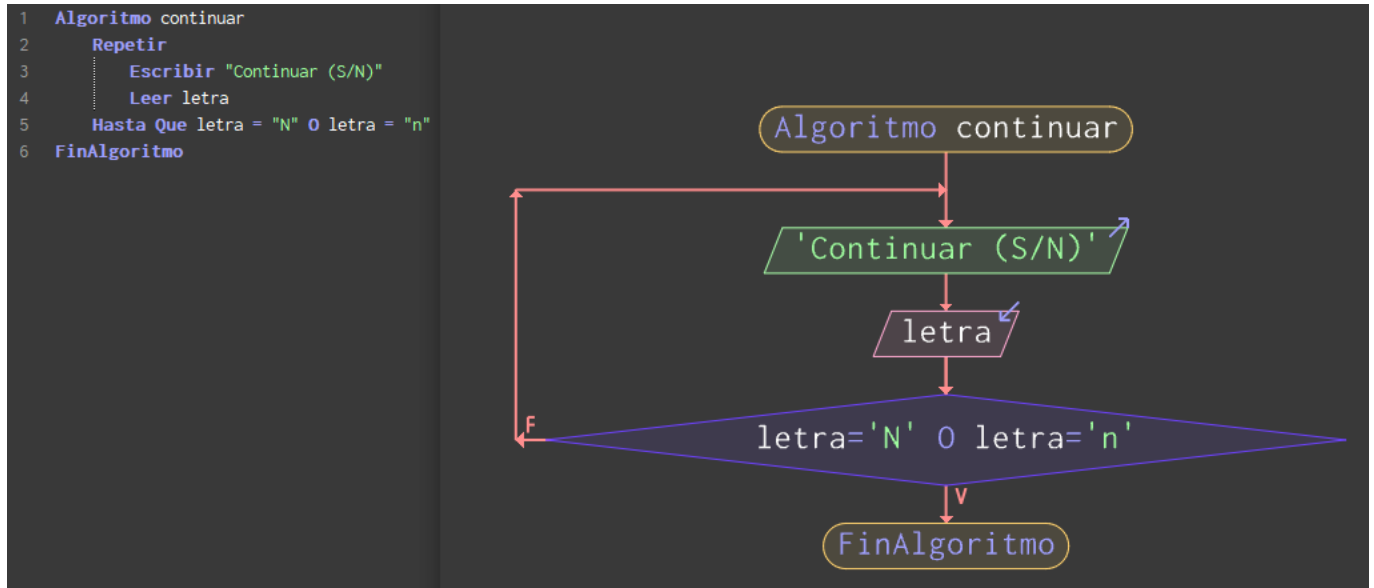 1 Algoritmo continuar
2 Repetir
3 Escribir "Continuar (S/N)"
4 Leer letra
5 Hasta Que letra = "N" O letra = "n"
6 FinAlgoritmo
Algoritmo continuar
'Continuar (S/N)'
letra
F
letra='N' O letra='n'
V
FinAlgoritmo